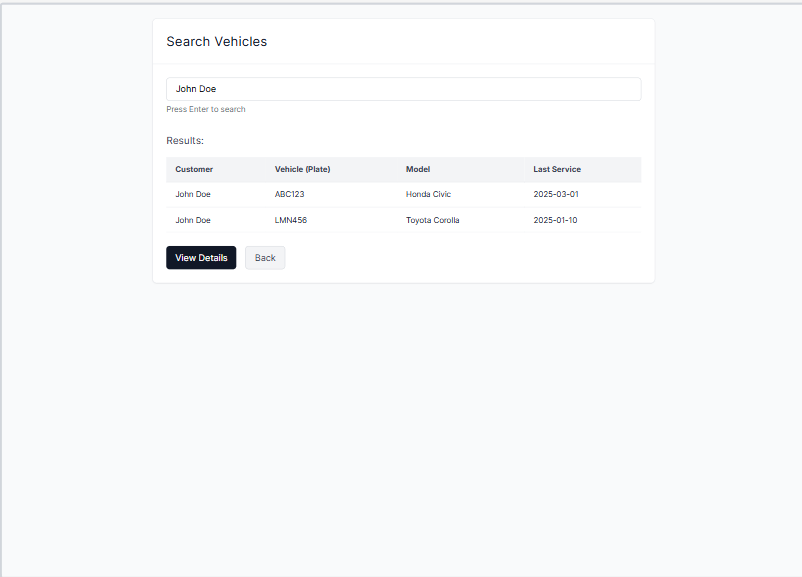 Search Vehicles
John Doe
Press Enter to search
Results:
Customer Vehicle (Plate) Model Last Service
John Doe ABC123 Honda Civic 2025-03-01
John Doe LMN456 Toyota Corolla 2025-01-10
View Details Back